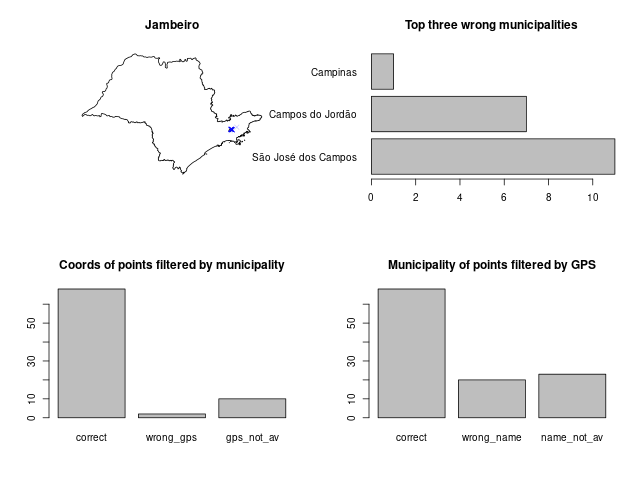 Jambeiro
Top three wrong municipalities
Campinas
Campos do Jordão
São José dos Campos
0 2 4 6 8 10
Coords of points filtered by municipality
0 10 30 50
correct wrong_gps gps_not_av
Municipality of points filtered by GPS
0 10 30 50
correct wrong_name name_not_av